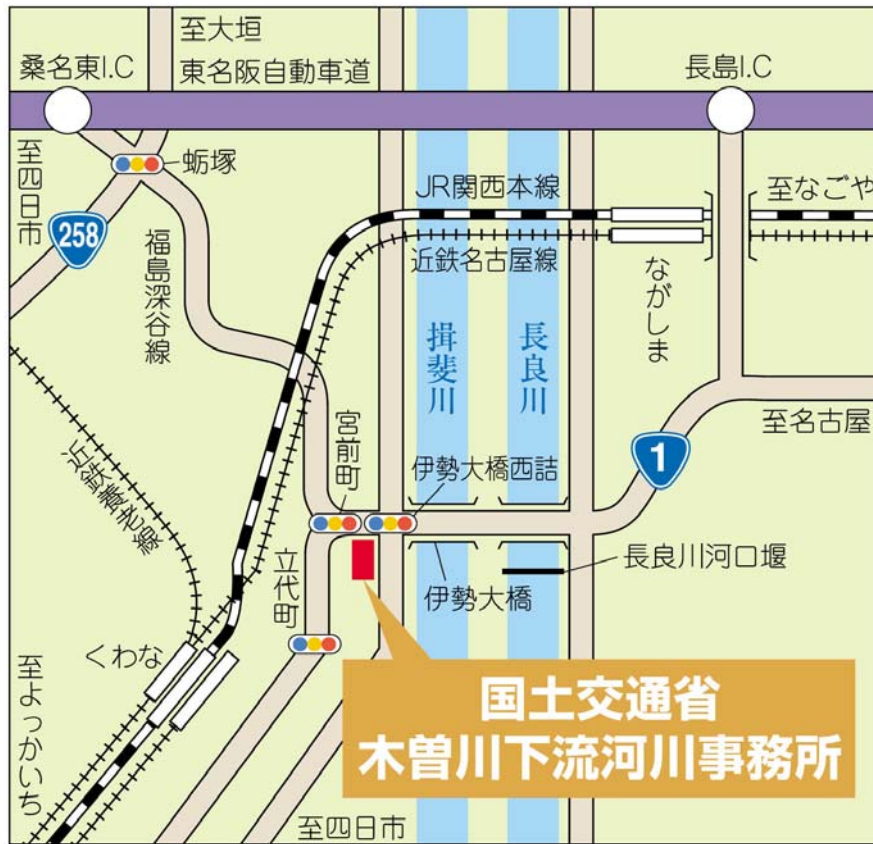 至大垣
桑名東I.C
東名阪自動車道
長島I.C
至四日市
蛎塚
JR関西本線
至なごや
258
福島深谷線
近鉄名古屋線
ながしま
揖斐川
長良川
至名古屋
近鉄養老線
宮前町
伊勢大橋西詰
1
立代町
長良川河口堰
伊勢大橋
くわな
至よっかいち
国土交通省
木曽川下流河川事務所
至四日市